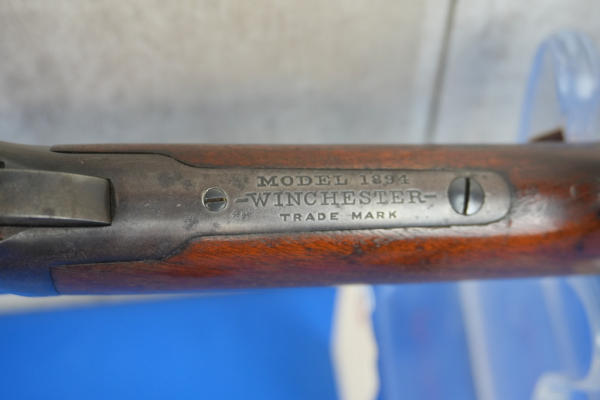 MODEL 1894
-WINCHESTER-
TRADE MARK